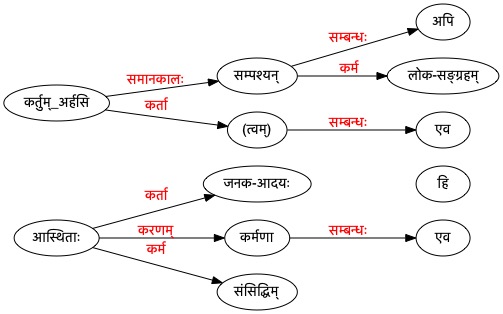 अपि
सम्बन्धः
समानकालः
सम्पश्यन्
कर्म
लोक-सङ्ग्रहम्
कर्तुम्_अर्हसि
कर्ता
(त्वम्)
सम्बन्धः
एव
कर्ता
जनक-आदयः
हि
आस्थिताः
करणम्
कर्मणा
सम्बन्धः
एव
कर्म
संसिद्धिम्